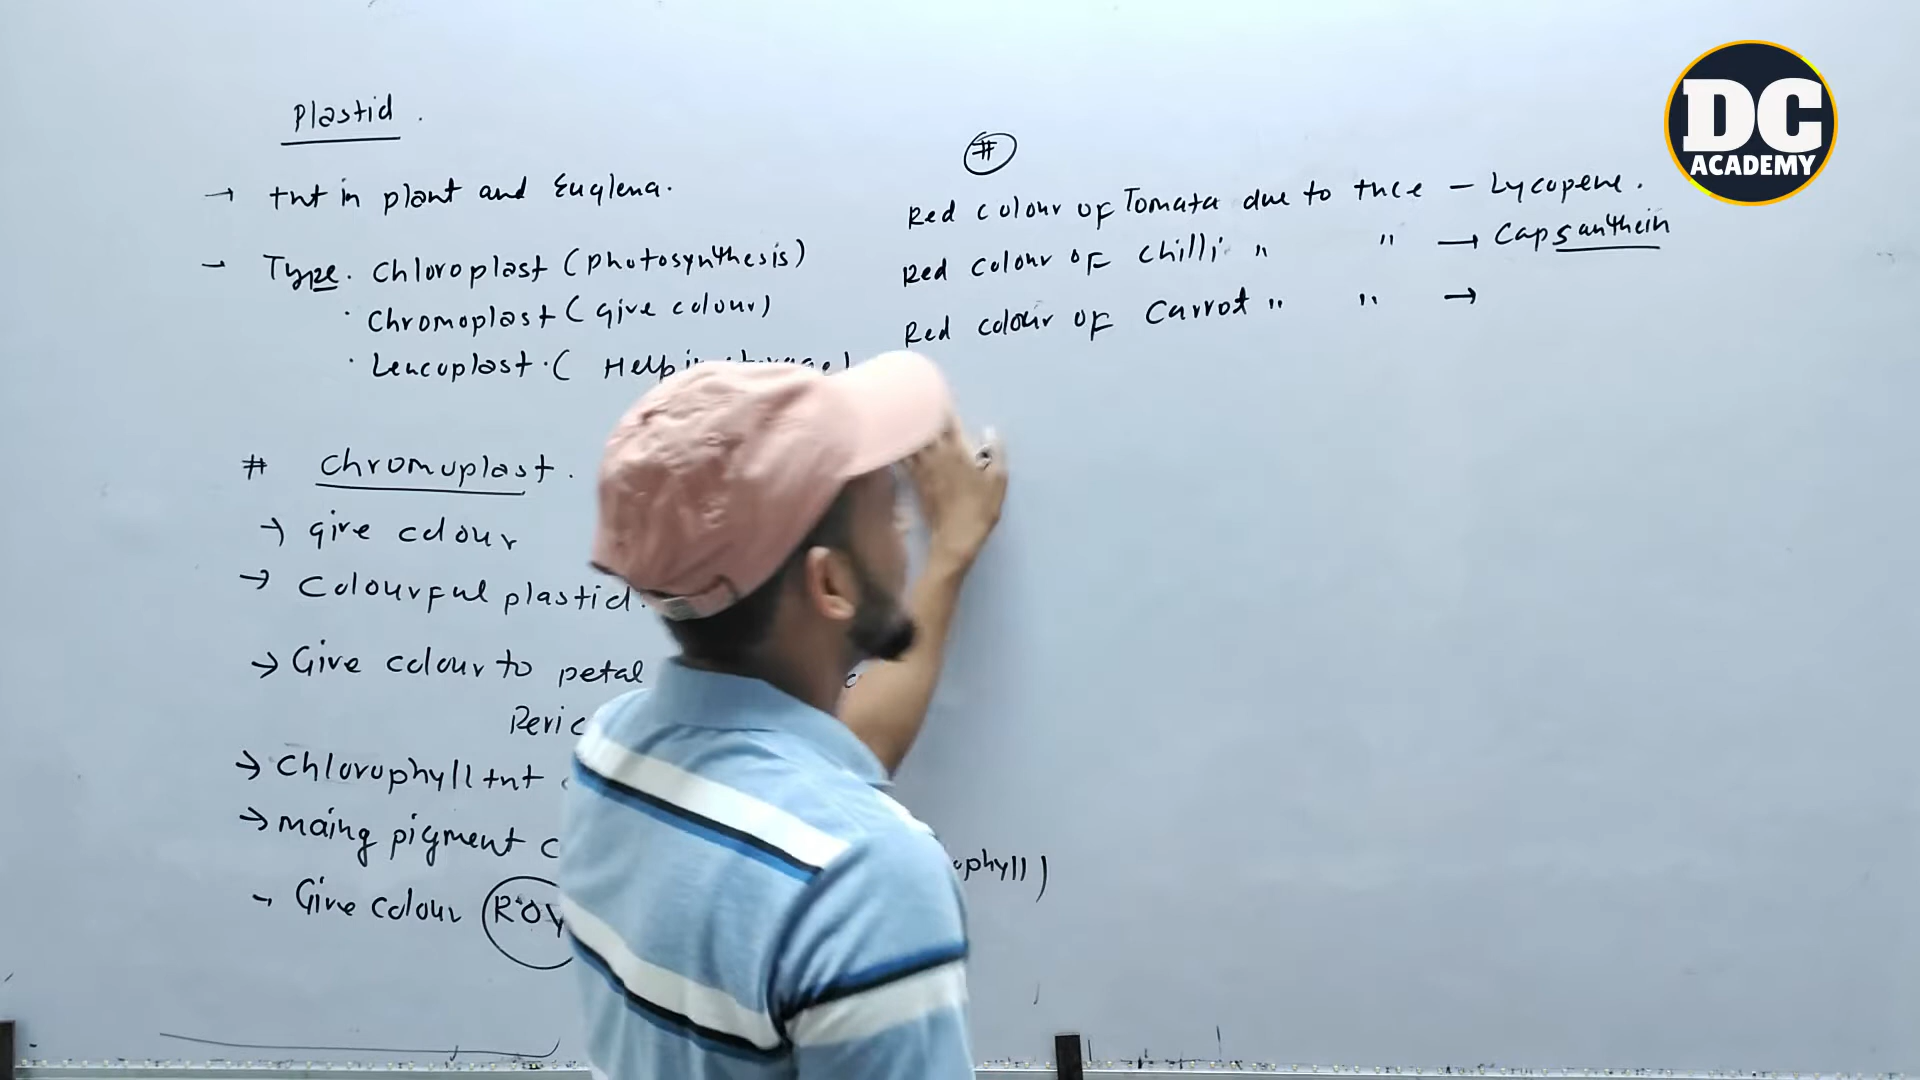 Plastid.
→ tnt in plant and Euglena.
- Type. Chloroplast (Photosynthesis)
· Chromoplast (Give colour)
· Leucoplast. ( Help in storage)
# Chromoplast.
→ give colour
→ Colourful plastid.
→ Give colour to petal
Peric
→ Chlorophyll tnt
→ maing pigment c
- Give colour ROY
ophyll)
#
Red colour of Tomata due to tnce - Lycopene.
Red colour of chilli " " → Capsanthein
Red colour of Carrot " " →
DC
ACADEMY